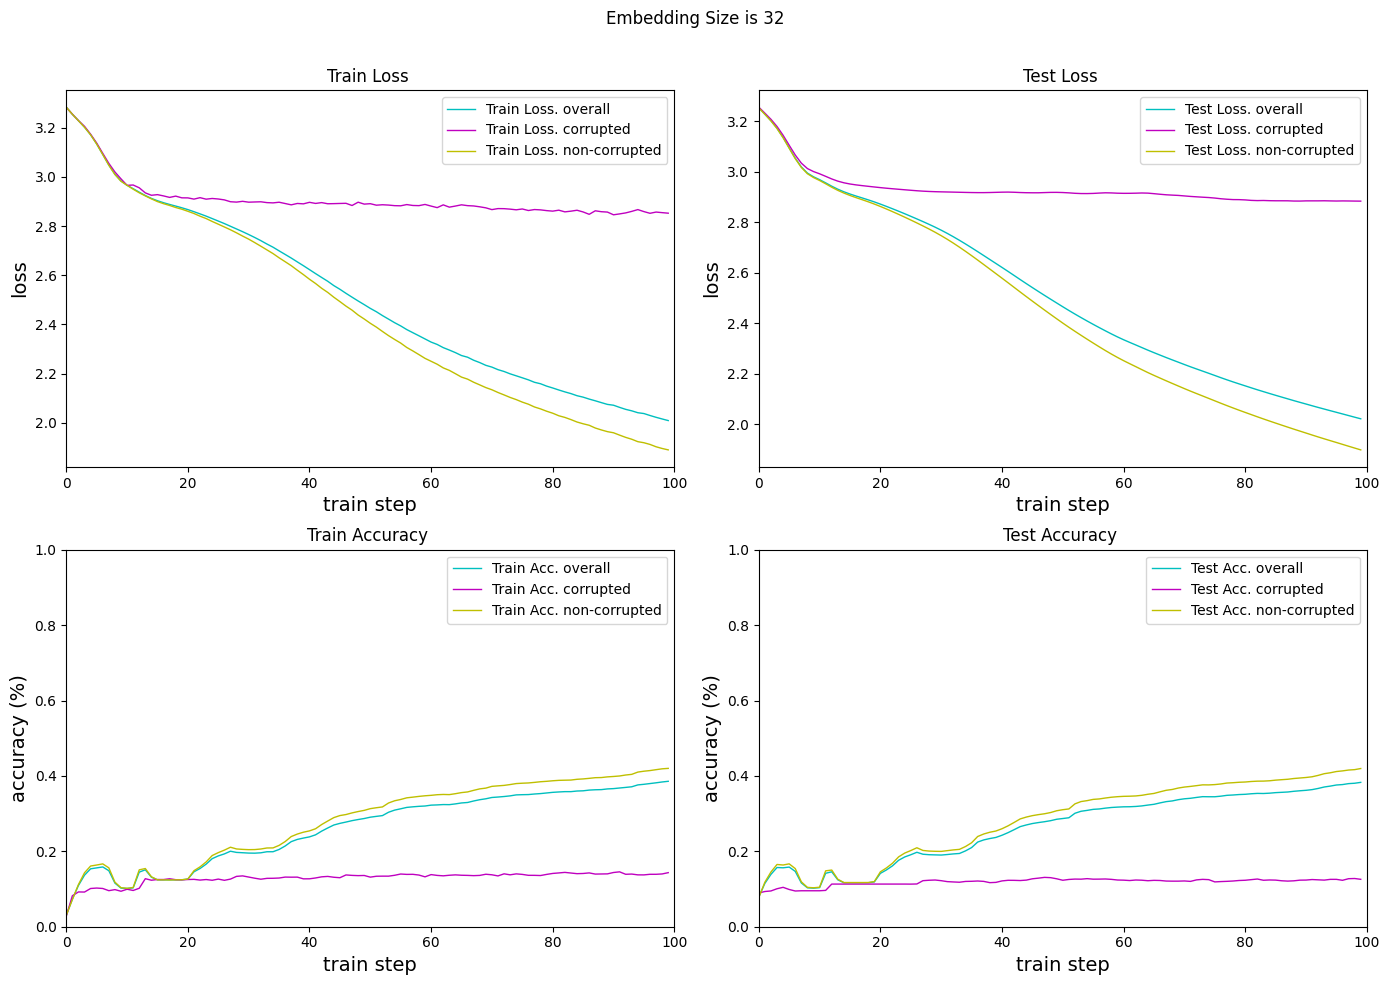 Embedding Size is 32
Train Loss
loss
3.2
3.0
2.8
2.6
2.4
2.2
2.0
Train Loss. overall
Train Loss. corrupted
Train Loss. non-corrupted
0 20 40 60 80 100
train step
Test Loss
loss
3.2
3.0
2.8
2.6
2.4
2.2
2.0
Test Loss. overall
Test Loss. corrupted
Test Loss. non-corrupted
0 20 40 60 80 100
train step
Train Accuracy
accuracy (%)
1.0
0.8
0.6
0.4
0.2
0.0
Train Acc. overall
Train Acc. corrupted
Train Acc. non-corrupted
0 20 40 60 80 100
train step
Test Accuracy
accuracy (%)
1.0
0.8
0.6
0.4
0.2
0.0
Test Acc. overall
Test Acc. corrupted
Test Acc. non-corrupted
0 20 40 60 80 100
train step